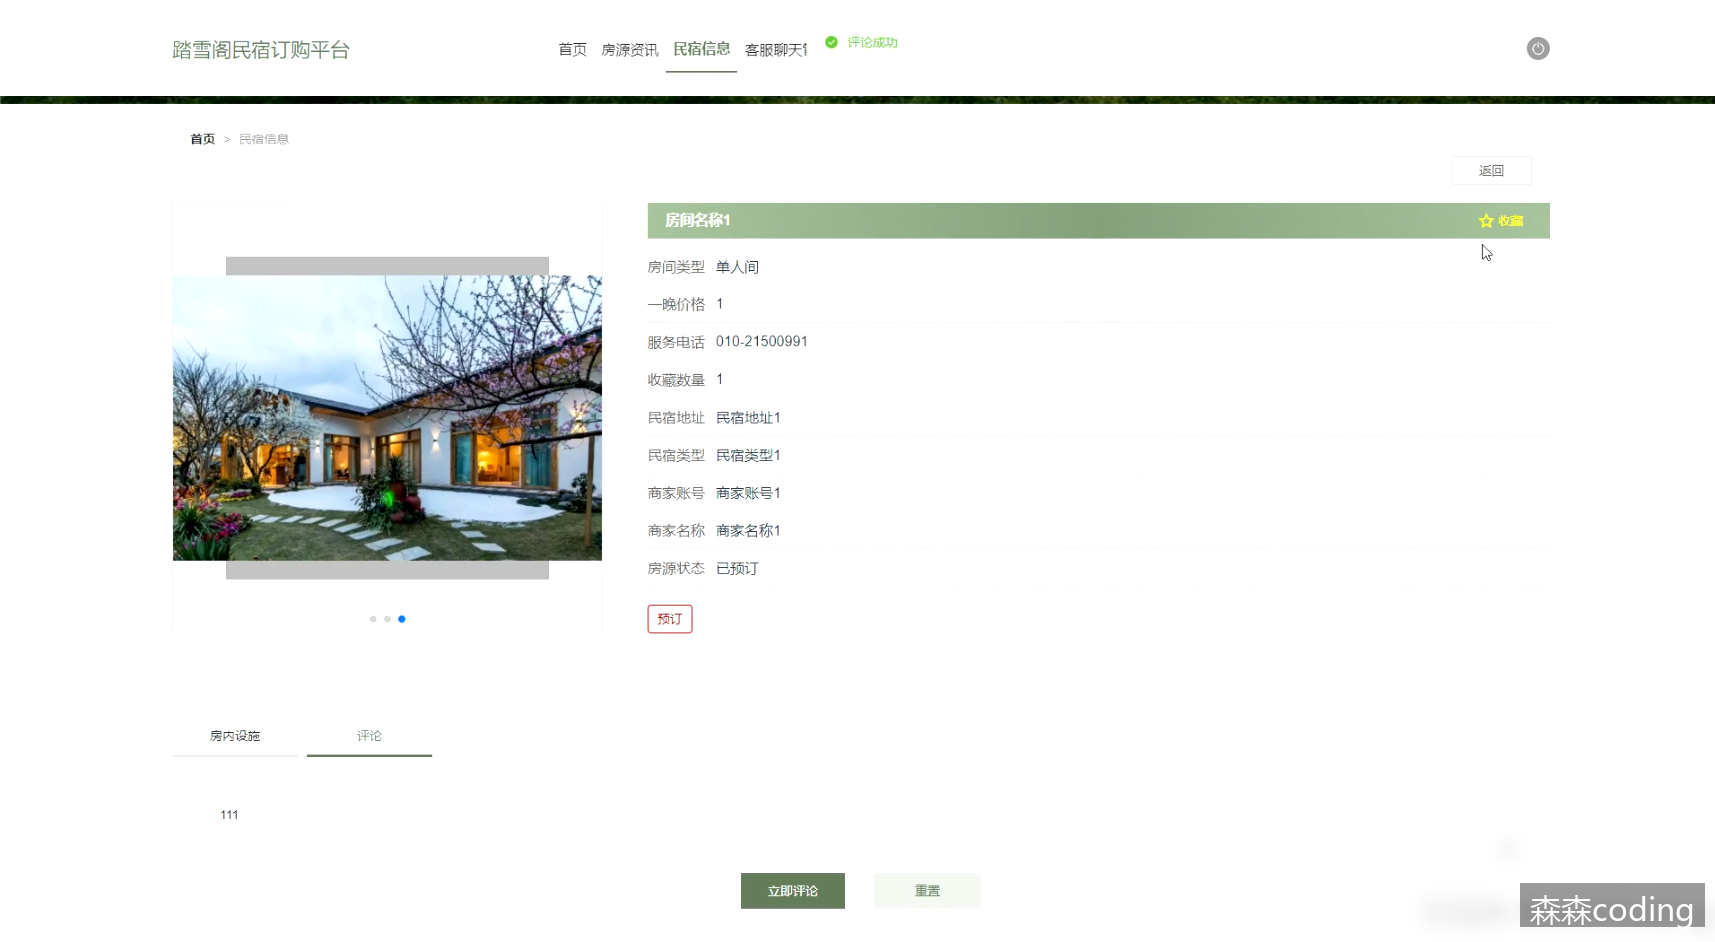 踏雪阁民宿订购平台
首页 房源资讯 民宿信息 客服聊天
评论成功
首页 > 民宿信息
返回
房间名称1
收藏
房间类型 单人间
一晚价格 1
服务电话 010-21500991
收藏数量 1
民宿地址 民宿地址1
民宿类型 民宿类型1
商家账号 商家账号1
商家名称 商家名称1
房源状态 已预订
预订
房内设施 评论
111
立即评论 重置
森森coding